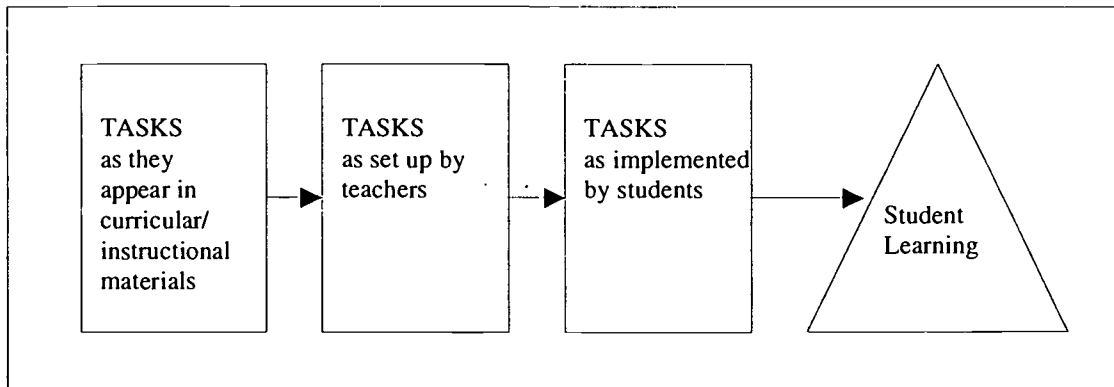 TASKS
as they
appear in
curricular/
instructional
materials
TASKS
as set up by
teachers
TASKS
as implemented
by students
Student
Learning